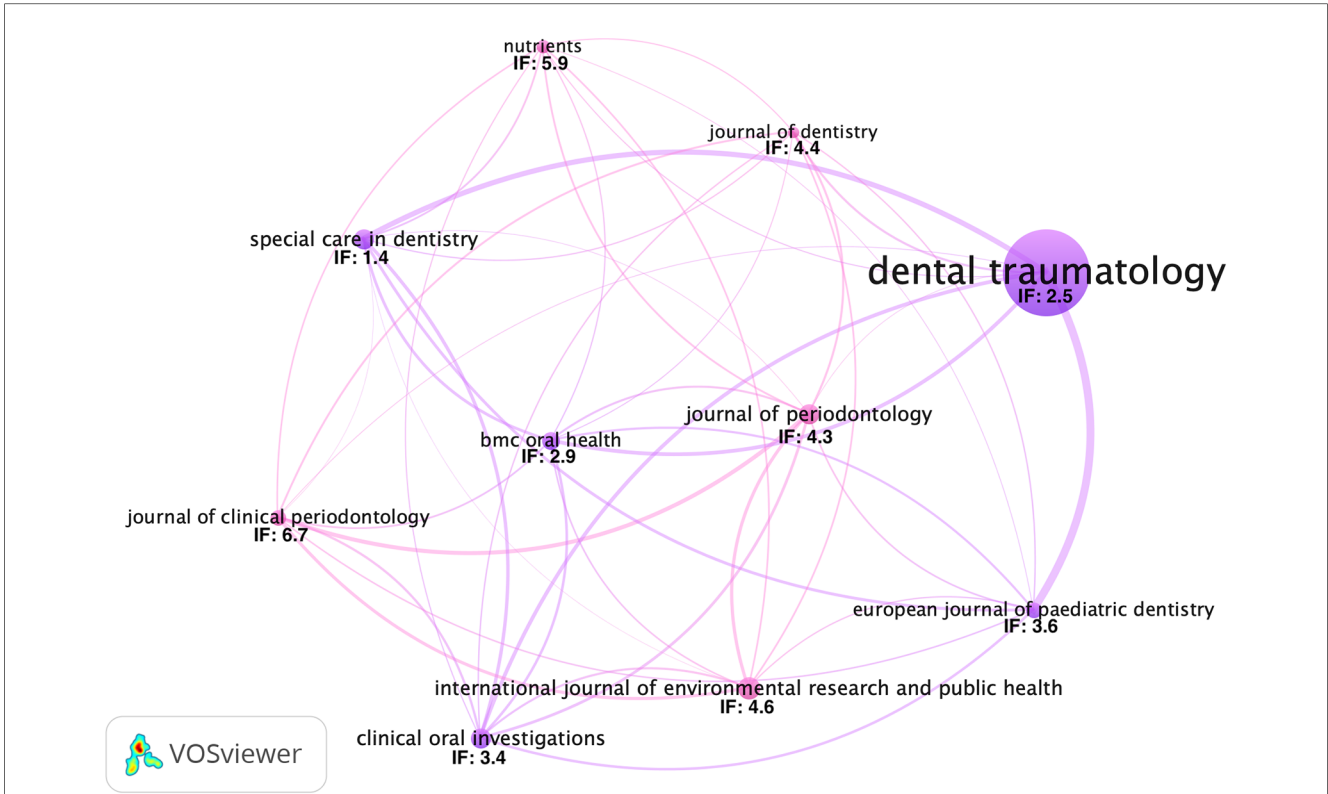 nutrients
IF: 5.9
journal of dentistry
IF: 4.4
special care in dentistry
IF: 1.4
dental traumatology
IF: 2.5
journal of periodontology
IF: 4.3
bmc oral health
IF: 2.9
journal of clinical periodontology
IF: 6.7
european journal of paediatric dentistry
IF: 3.6
international journal of environmental research and public health
IF: 4.6
clinical oral investigations
IF: 3.4
VOSviewer